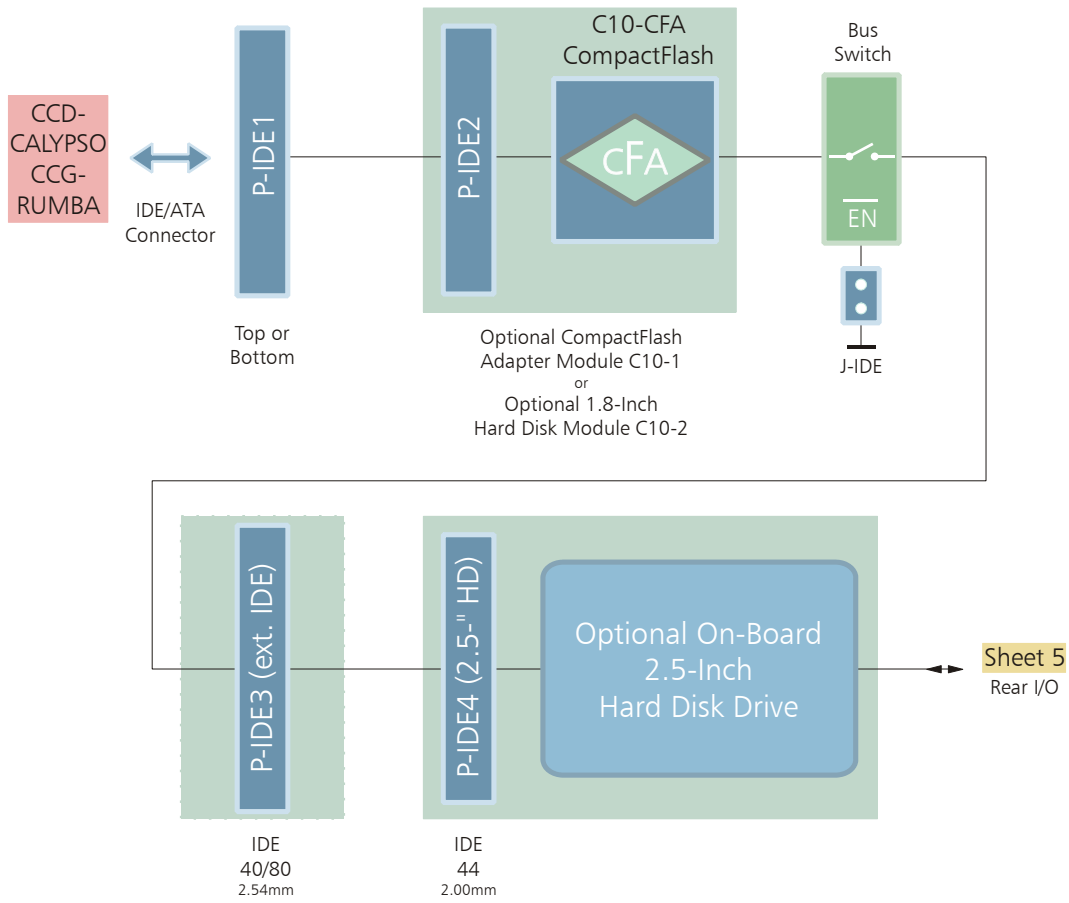 CCD-
CALYPSO
CCG-
RUMBA
IDE/ATA
Connector
P-IDE1
Top or
Bottom
C10-CFA
CompactFlash
P-IDE2
CFA
Optional CompactFlash
Adapter Module C10-1
or
Optional 1.8-Inch
Hard Disk Module C10-2
Bus
Switch
EN
J-IDE
P-IDE3 (ext. IDE)
IDE
40/80
2.54mm
P-IDE4 (2.5-" HD)
IDE
44
2.00mm
Optional On-Board
2.5-Inch
Hard Disk Drive
Sheet 5
Rear I/O